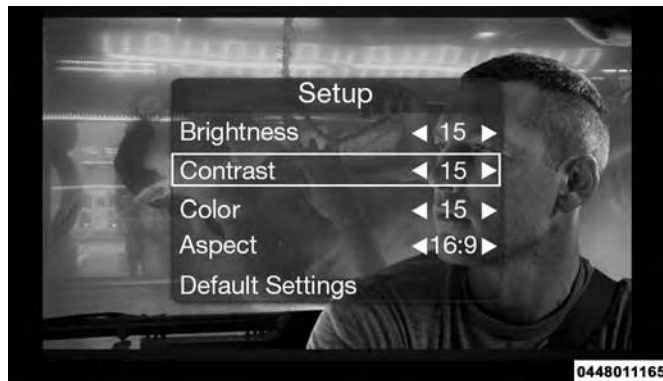 Setup
Brightness ◀ 15 ▶
Contrast ◀ 15 ▶
Color ◀ 15 ▶
Aspect ◀16:9▶
Default Settings
0448011165